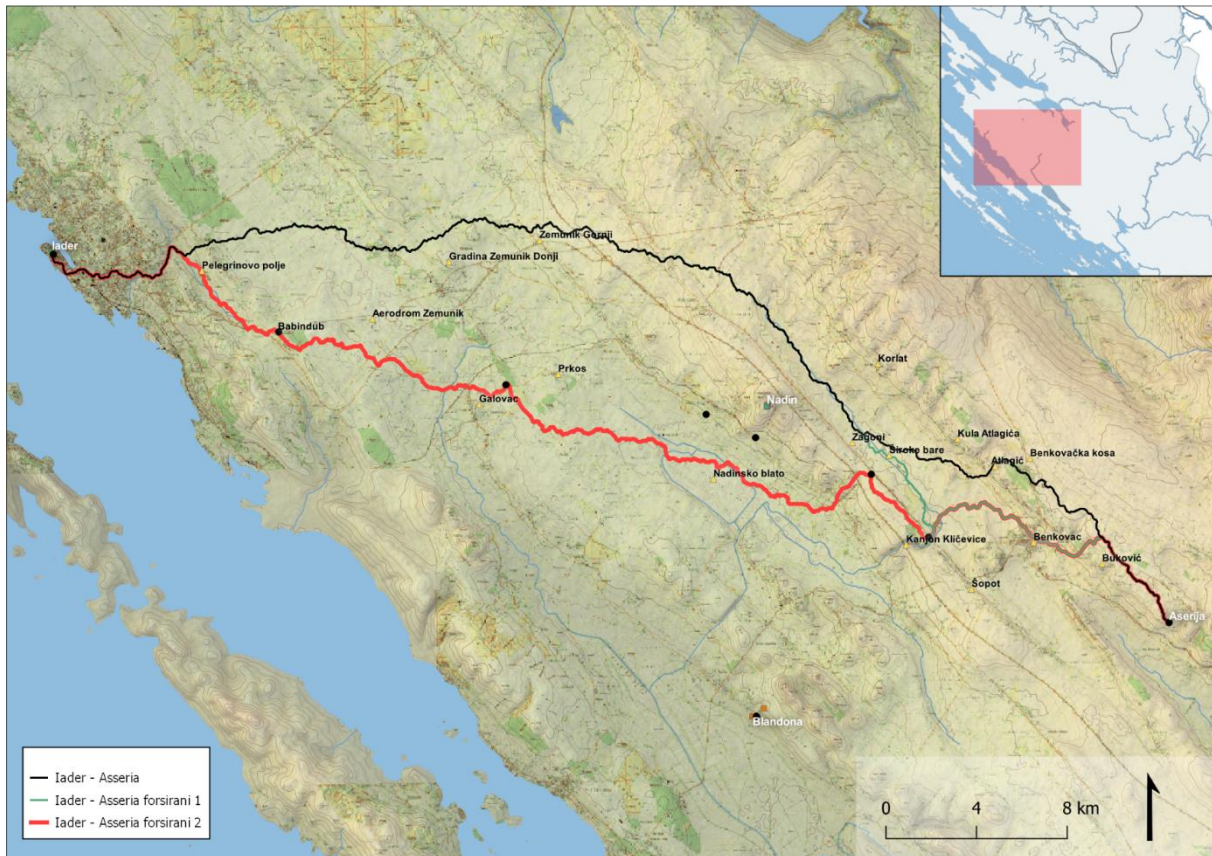 Iader
Pelegrinovo polje
Babindub
Aerodrom Zemunik
Gradina Zemunik Donji
Zemunik Gornji
Galovac
Prkos
Nadin
Nadinsko blato
Korlat
Zagoni
Široke bare
Kula Atlagića
Atlagić
Benkovačka kosa
Kanjon Kličevice
Benkovac
Buković
Šopot
Aserija
Blandona
Iader - Asseria
Iader - Asseria forsirani 1
Iader - Asseria forsirani 2
0 4 8 km